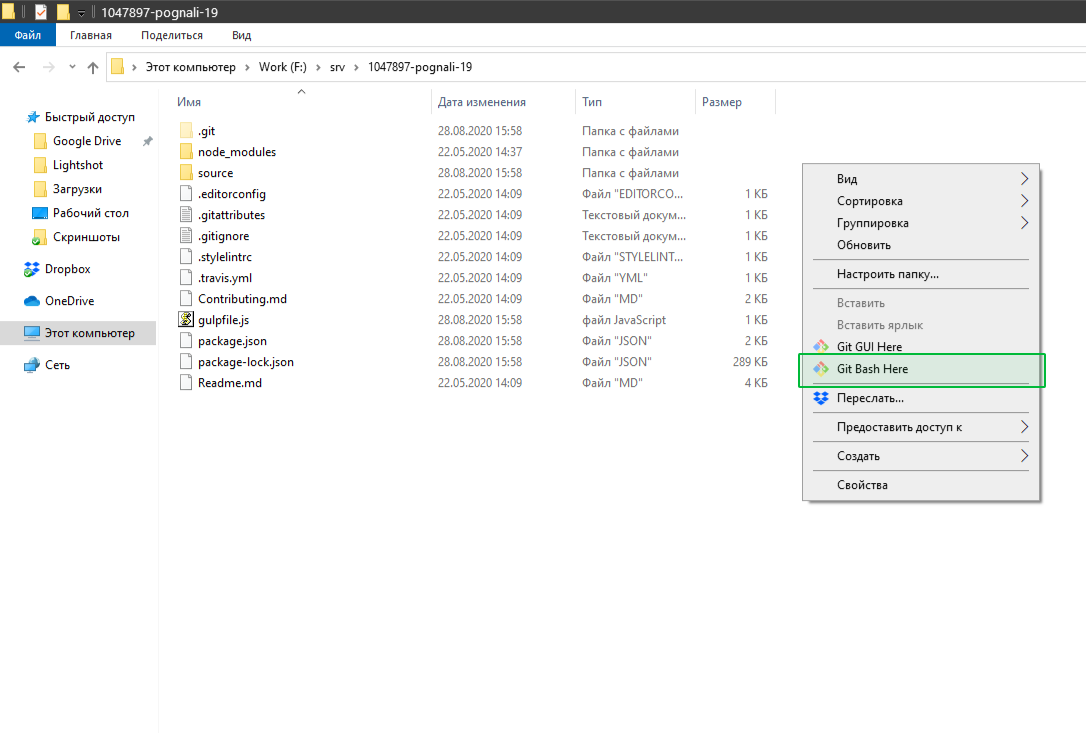 1047897-pognali-19
Файл Главная Поделиться Вид
Этот компьютер Work (F:) srv 1047897-pognali-19
Быстрый доступ
Google Drive
Lightshot
Загрузки
Рабочий стол
Скриншоты
Dropbox
OneDrive
Этот компьютер
Сеть
Имя Дата изменения Тип Размер
.git 28.08.2020 15:58 Папка с файлами
node_modules 22.05.2020 14:37 Папка с файлами
source 28.08.2020 15:58 Папка с файлами
.editorconfig 22.05.2020 14:09 Файл "EDITORCO... 1 КБ
.gitattributes 22.05.2020 14:09 Текстовый докум... 1 КБ
.gitignore 22.05.2020 14:09 Текстовый докум... 1 КБ
.stylelintrc 22.05.2020 14:09 Файл "STYLELINT... 1 КБ
.travis.yml 22.05.2020 14:09 Файл "YML" 1 КБ
Contributing.md 22.05.2020 14:09 Файл "MD" 2 КБ
gulpfile.js 28.08.2020 15:58 файл JavaScript 1 КБ
package.json 28.08.2020 15:58 Файл "JSON" 2 КБ
package-lock.json 28.08.2020 15:58 Файл "JSON" 289 КБ
Readme.md 22.05.2020 14:09 Файл "MD" 4 КБ
Вид
Сортировка
Группировка
Обновить
Настроить папку...
Вставить
Вставить ярлык
Git GUI Here
Git Bash Here
Переслать...
Предоставить доступ к
Создать
Свойства